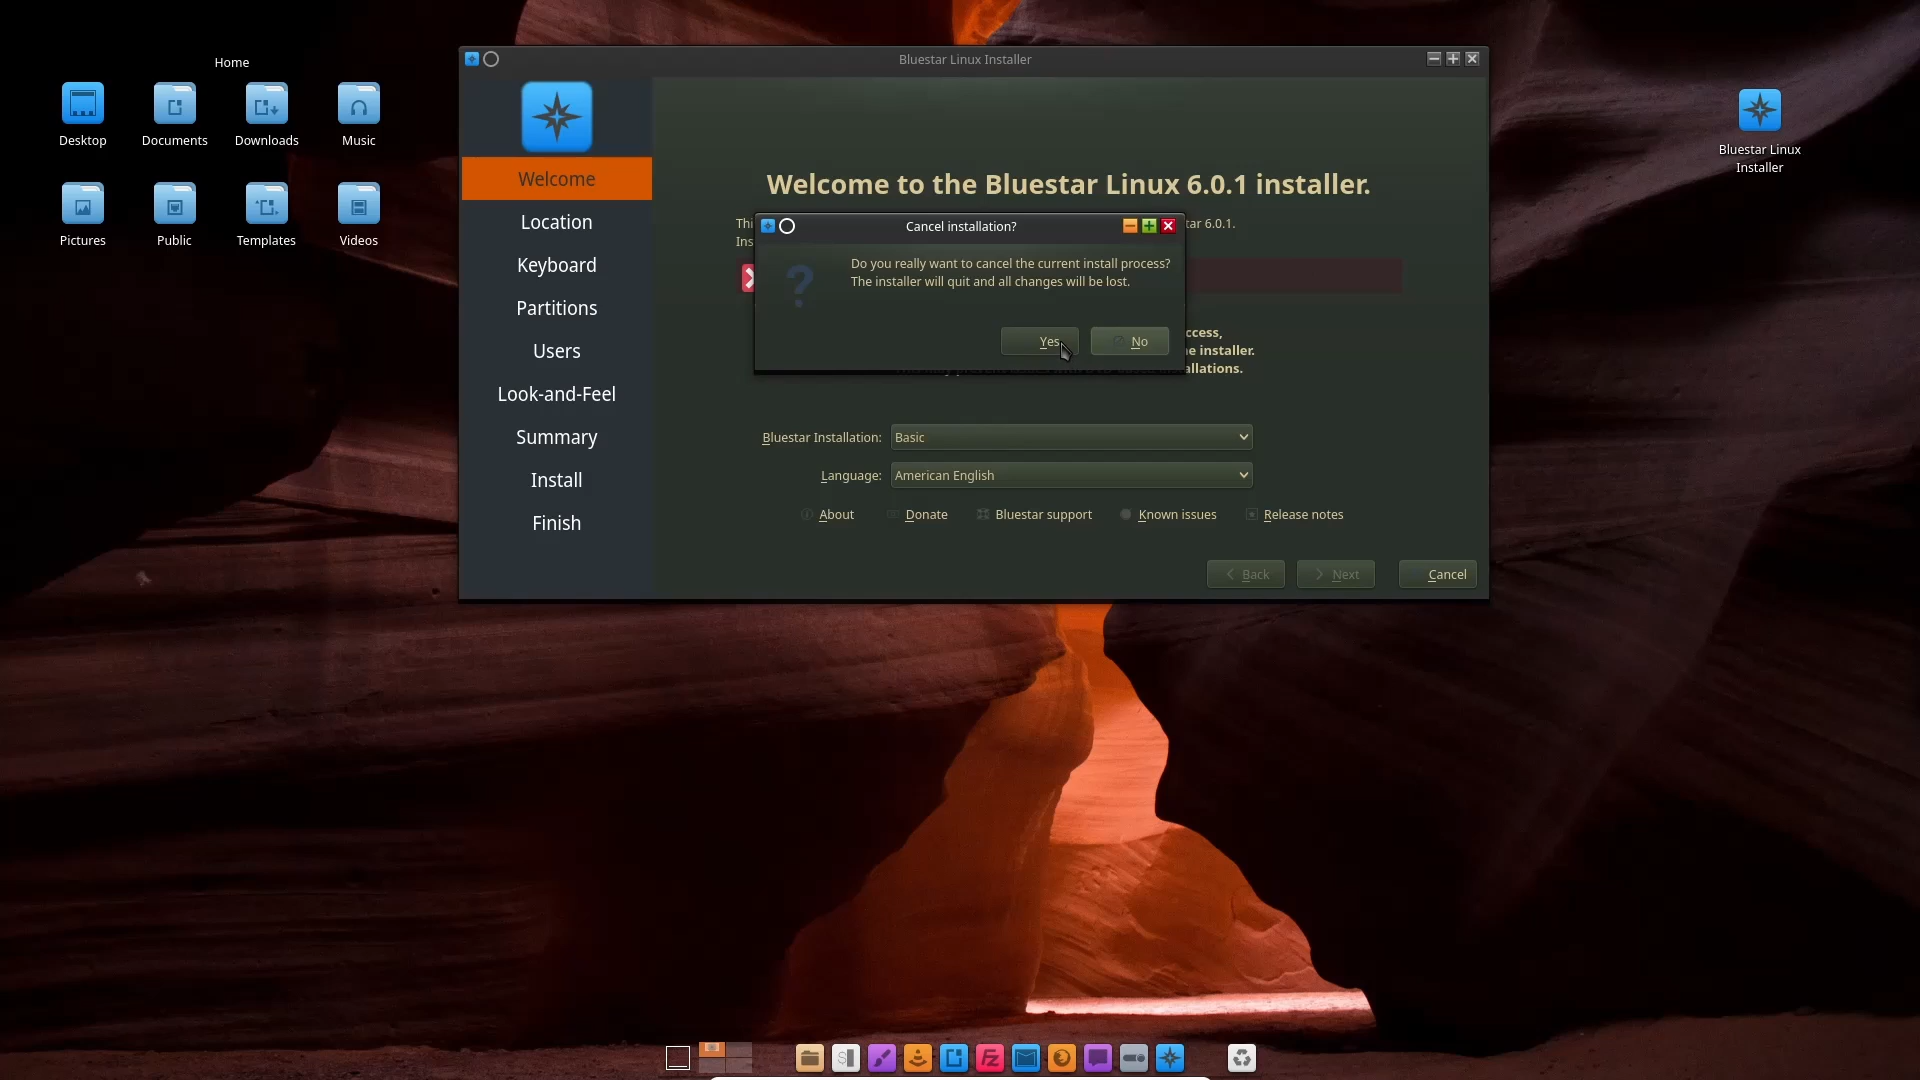 Home
Desktop
Documents
Downloads
Music
Pictures
Public
Templates
Videos
Bluestar Linux Installer
Welcome
Location
Keyboard
Partitions
Users
Look-and-Feel
Summary
Install
Finish
Welcome to the Bluestar Linux 6.0.1 installer.
6.0.1.
Cancel installation?
Do you really want to cancel the current install process?
The installer will quit and all changes will be lost.
Yes
No
installer.
Bluestar Installation: Basic
Language: American English
About
Donate
Bluestar support
Known issues
Release notes
Back
Next
Cancel
Bluestar Linux
Installer